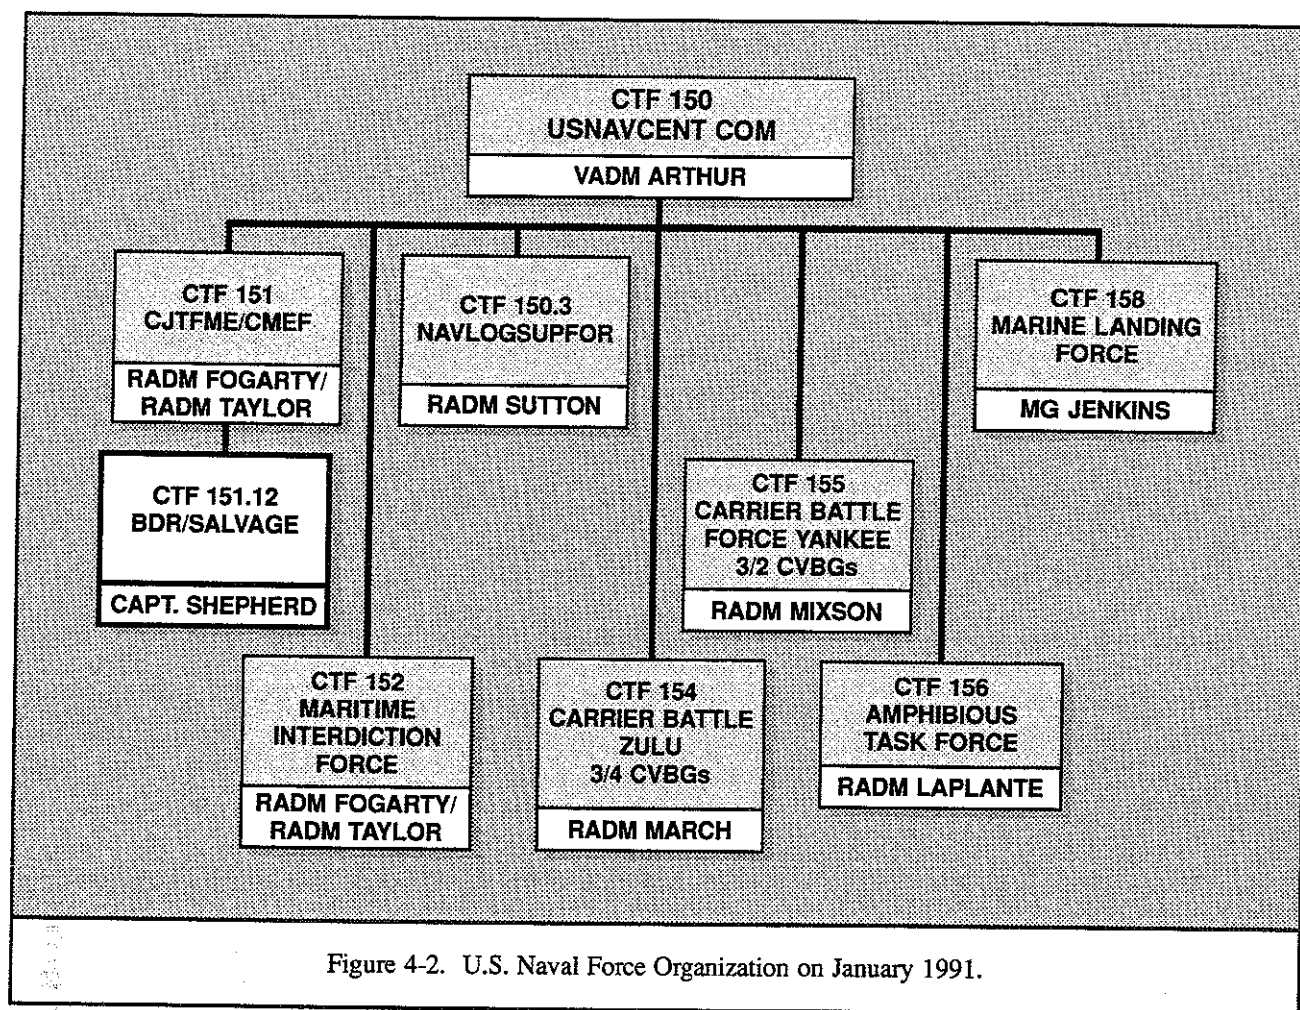 CTF 150
USNAVCENT COM
VADM ARTHUR
CTF 151
CJTFME/CMEF
RADM FOGARTY/
RADM TAYLOR
CTF 150.3
NAVLOGSUPFOR
RADM SUTTON
CTF 158
MARINE LANDING
FORCE
MG JENKINS
CTF 151.12
BDR/SALVAGE
CAPT. SHEPHERD
CTF 155
CARRIER BATTLE
FORCE YANKEE
3/2 CVBGs
RADM MIXSON
CTF 152
MARITIME
INTERDICTION
FORCE
RADM FOGARTY/
RADM TAYLOR
CTF 154
CARRIER BATTLE
ZULU
3/4 CVBGs
RADM MARCH
CTF 156
AMPHIBIOUS
TASK FORCE
RADM LAPLANTE
Figure 4-2. U.S. Naval Force Organization on January 1991.